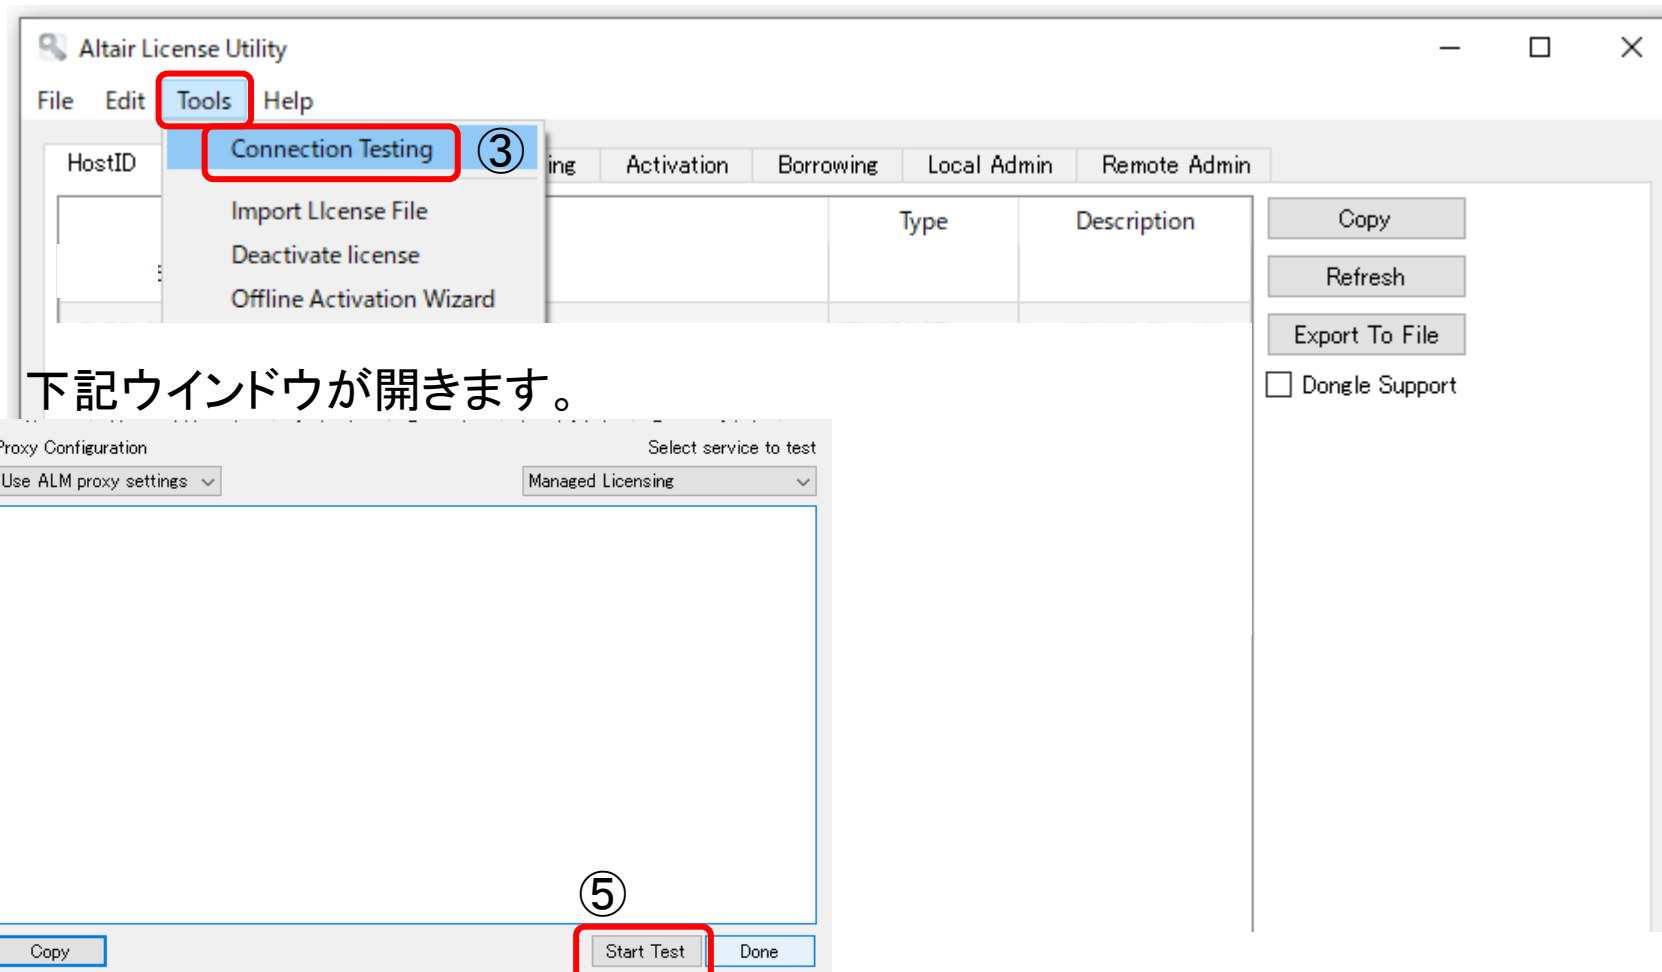 Altair License Utility
File Edit Tools Help
Connection Testing ③
HostID ing Activation Borrowing Local Admin Remote Admin
Import LIcense File
Type Description Copy
Deactivate license
Refresh
Offline Activation Wizard
Export To File
下記ウインドウが開きます。
Dongle Support
Proxy Configuration Select service to test
Use ALM proxy settings Managed Licensing
⑤
Copy Start Test Done